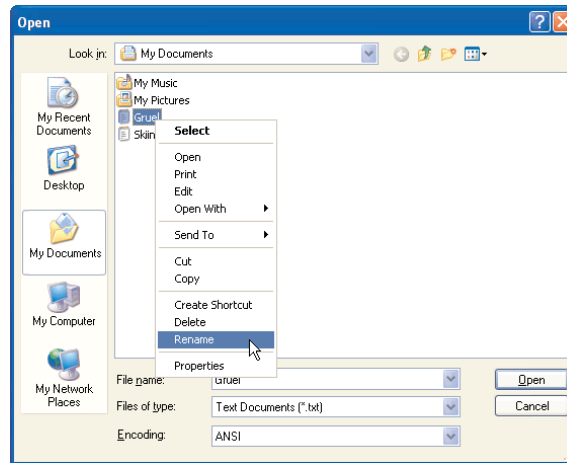 Open
Look in: My Documents
My Recent
Documents
Desktop
My Documents
My Computer
My Network
Places
My Music
My Pictures
Gruel
Skiin
Select
Open
Print
Edit
Open With
Send To
Cut
Copy
Create Shortcut
Delete
Rename
Properties
File name: Gruel
Open
Files of type: Text Documents (*.txt)
Cancel
Encoding: ANSI